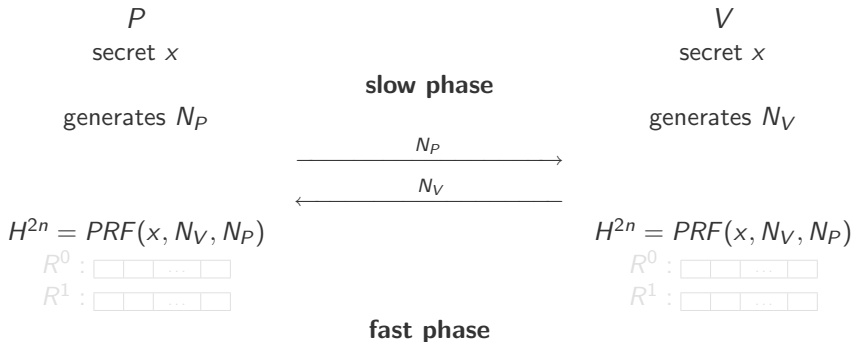 P V
secret x secret x
slow phase
generates N_P generates N_V
N_P
N_V
H^{2n} = PRF(x, N_V, N_P) H^{2n} = PRF(x, N_V, N_P)
R^0 : ... R^0 : ...
R^1 : ... R^1 : ...
fast phase